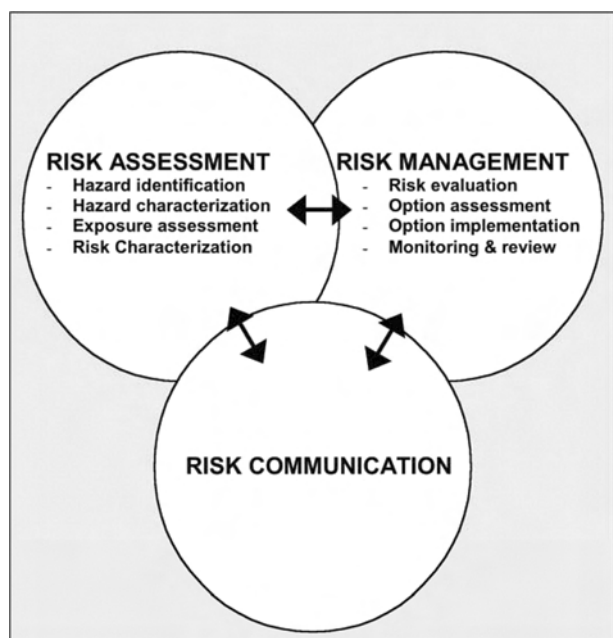 RISK ASSESSMENT
- Hazard identification
- Hazard characterization
- Exposure assessment
- Risk Characterization
RISK MANAGEMENT
- Risk evaluation
- Option assessment
- Option implementation
- Monitoring & review
RISK COMMUNICATION